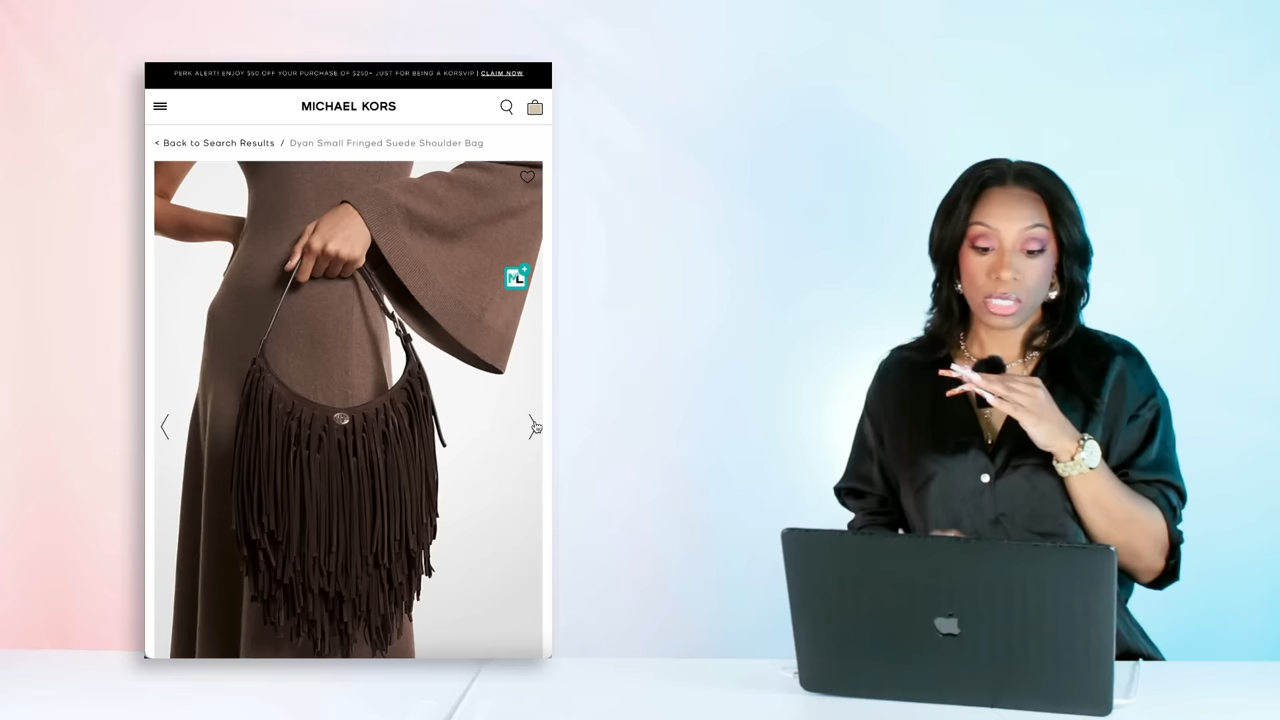 PERK ALERT! ENJOY $50 OFF YOUR PURCHASE OF $250+ JUST FOR BEING A KORSVIP | CLAIM NOW
MICHAEL KORS
< Back to Search Results / Dyan Small Fringed Suede Shoulder Bag
ML